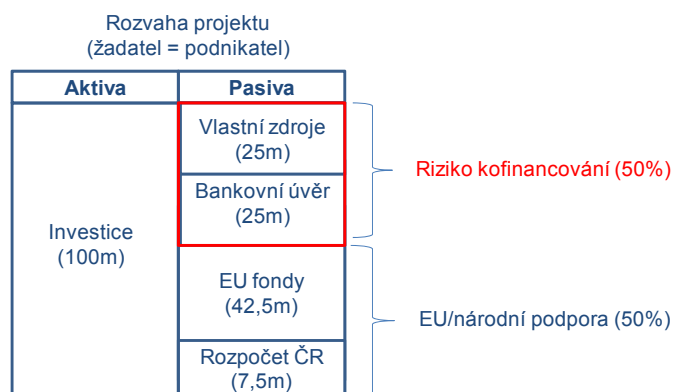 Rozvaha projektu
(žadatel = podnikatel)
Aktiva
Pasiva
Vlastní zdroje
(25m)
Bankovní úvěr
(25m)
Riziko kofinancování (50%)
Investice
(100m)
EU fondy
(42,5m)
EU/národní podpora (50%)
Rozpočet ČR
(7,5m)